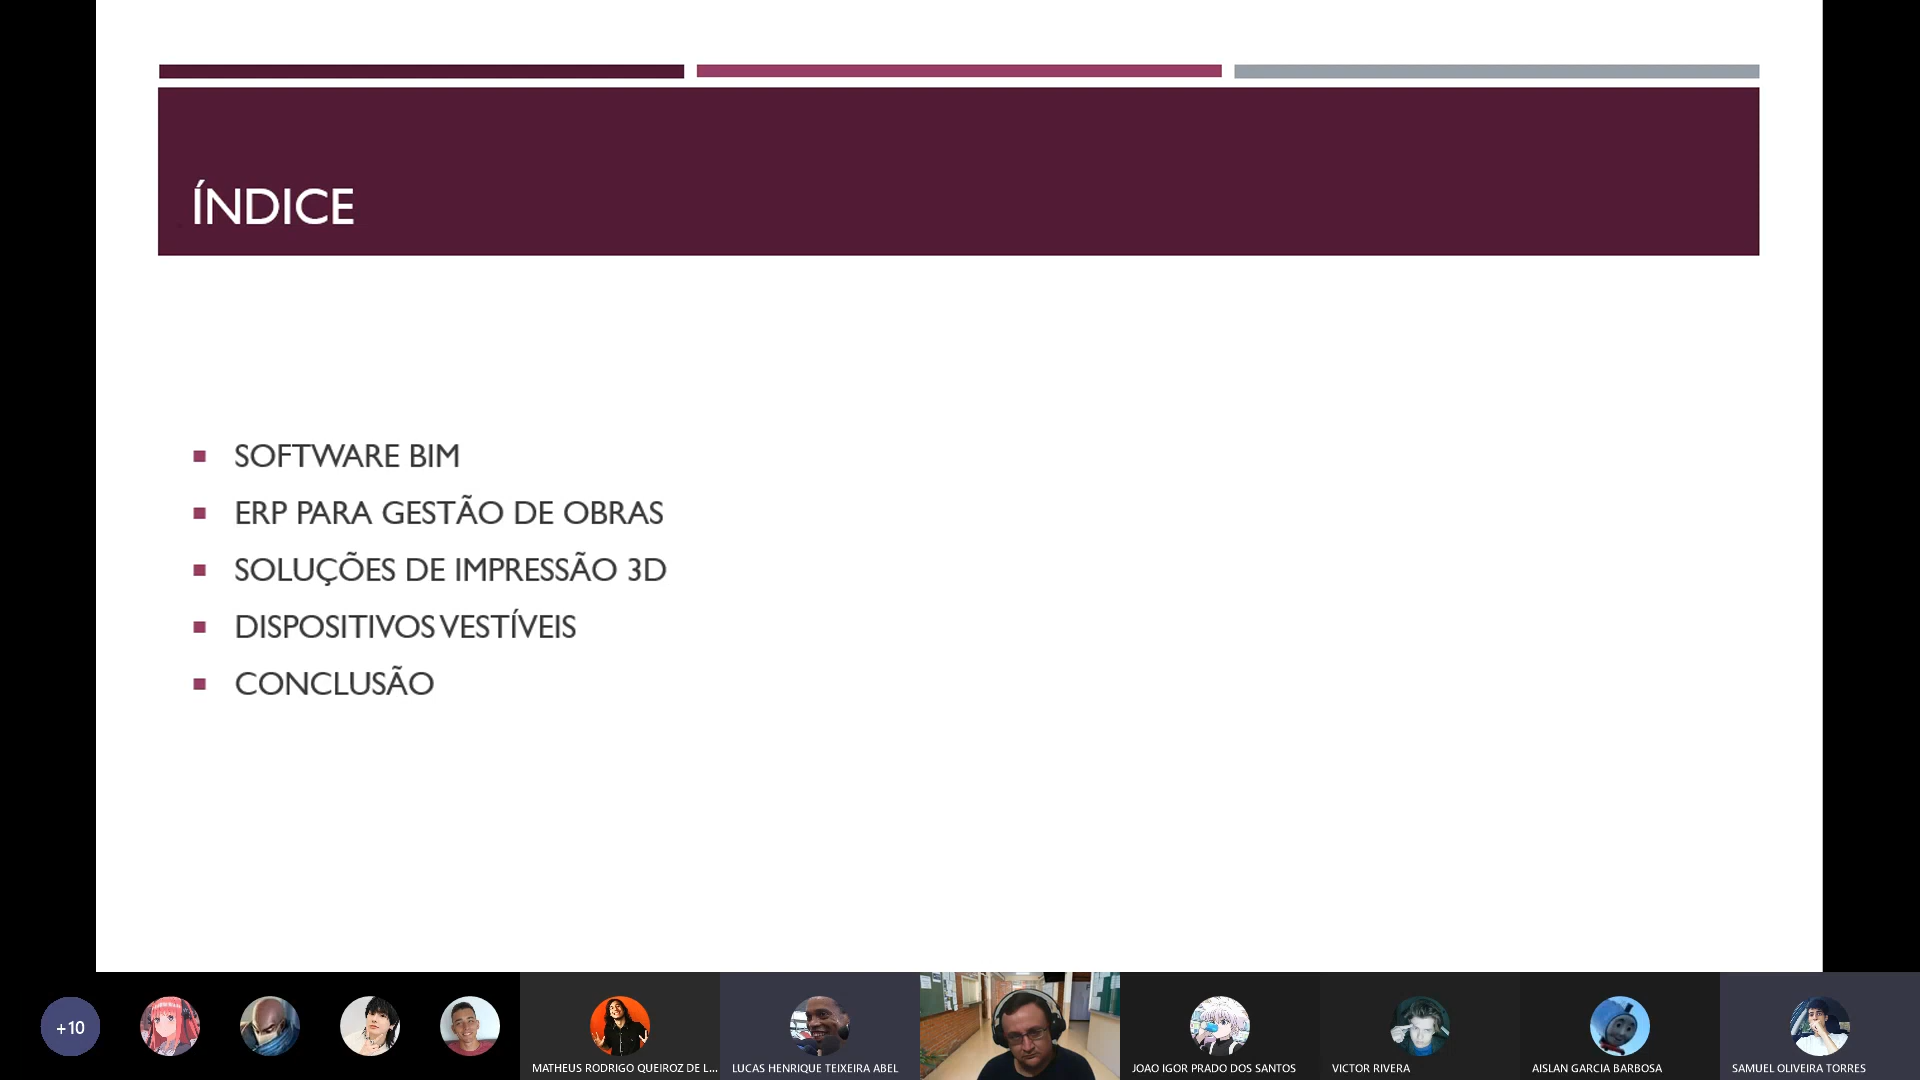 ÍNDICE
SOFTWARE BIM
ERP PARA GESTÃO DE OBRAS
SOLUÇÕES DE IMPRESSÃO 3D
DISPOSITIVOS VESTÍVEIS
CONCLUSÃO
+10
MATHEUS RODRIGO QUEIROZ DE L...
LUCAS HENRIQUE TEIXEIRA ABEL
JOAO IGOR PRADO DOS SANTOS
VICTOR RIVERA
AISLAN GARCIA BARBOSA
SAMUEL OLIVEIRA TORRES